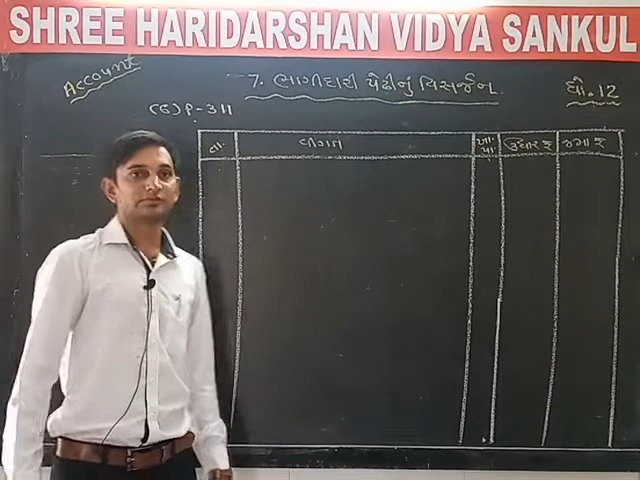 SHREE HARIDARSHAN VIDYA SANKUL
Account
7. ભાગીદારી પેઢીનું વિસર્જન
ધો. 12
(6) P-311
તા. વિગત ખા. પા. ઉધાર રૂ જમા રૂ